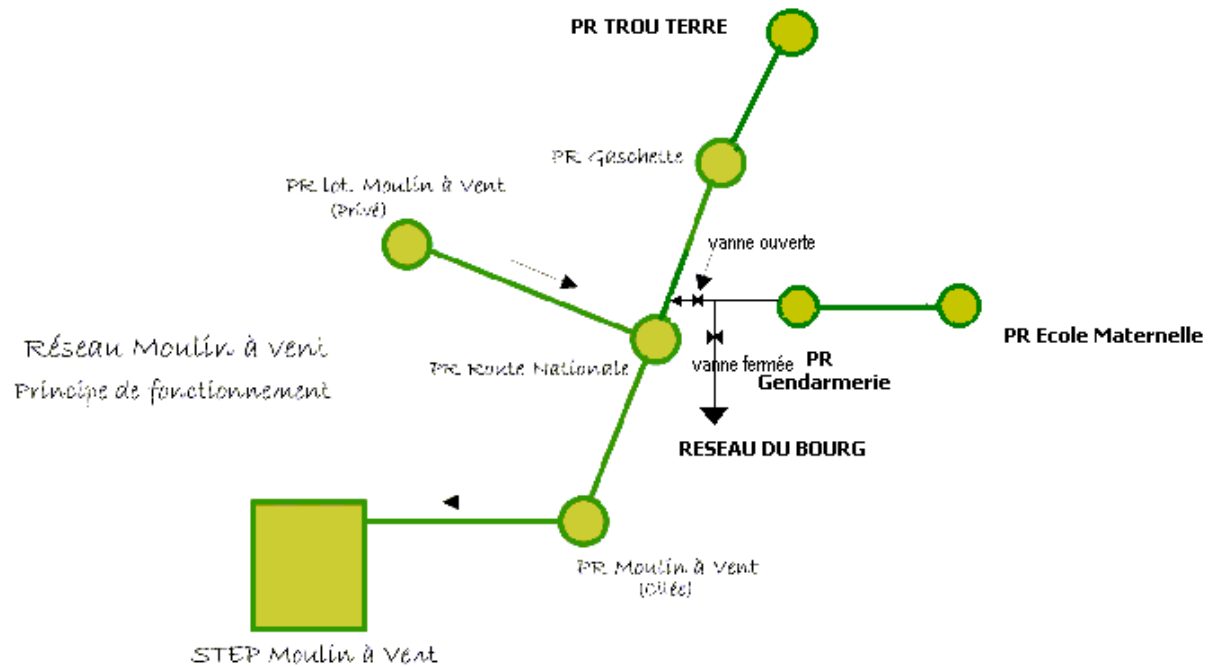 PR TROU TERRE
PR Gaschette
PR lot. Moulin à Vent
(Privé)
vanne ouverte
PR Ecole Maternelle
Réseau Moulin à vent
Principe de fonctionnement
PR Route Nationale
vanne fermée
PR
Gendarmerie
RESEAU DU BOURG
PR Moulin à Vent
STEP Moulin à Vent